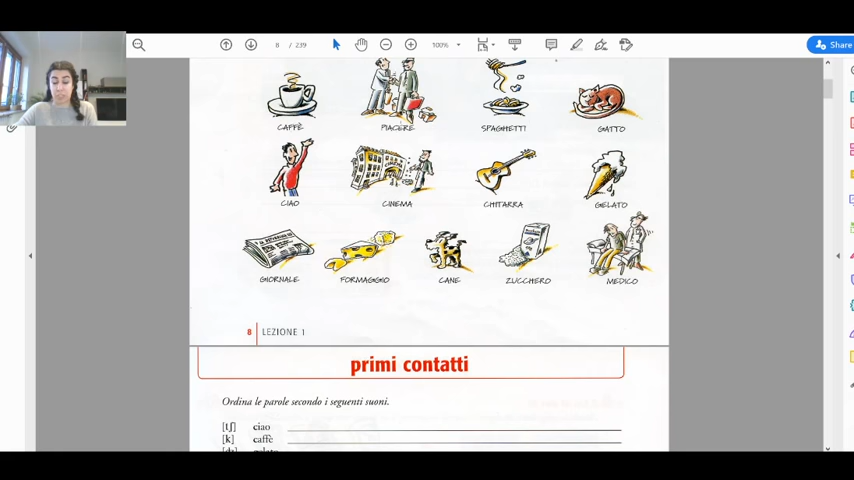 8 / 239
100%
Share
CAFFÈ PIACERE SPAGHETTI GATTO
CIAO CINEMA CHITARRA GELATO
GIORNALE FORMAGGIO CANE ZUCCHERO MEDICO
8 LEZIONE 1
primi contatti
Ordina le parole secondo i seguenti suoni.
[tʃ] ciao
[k] caffè